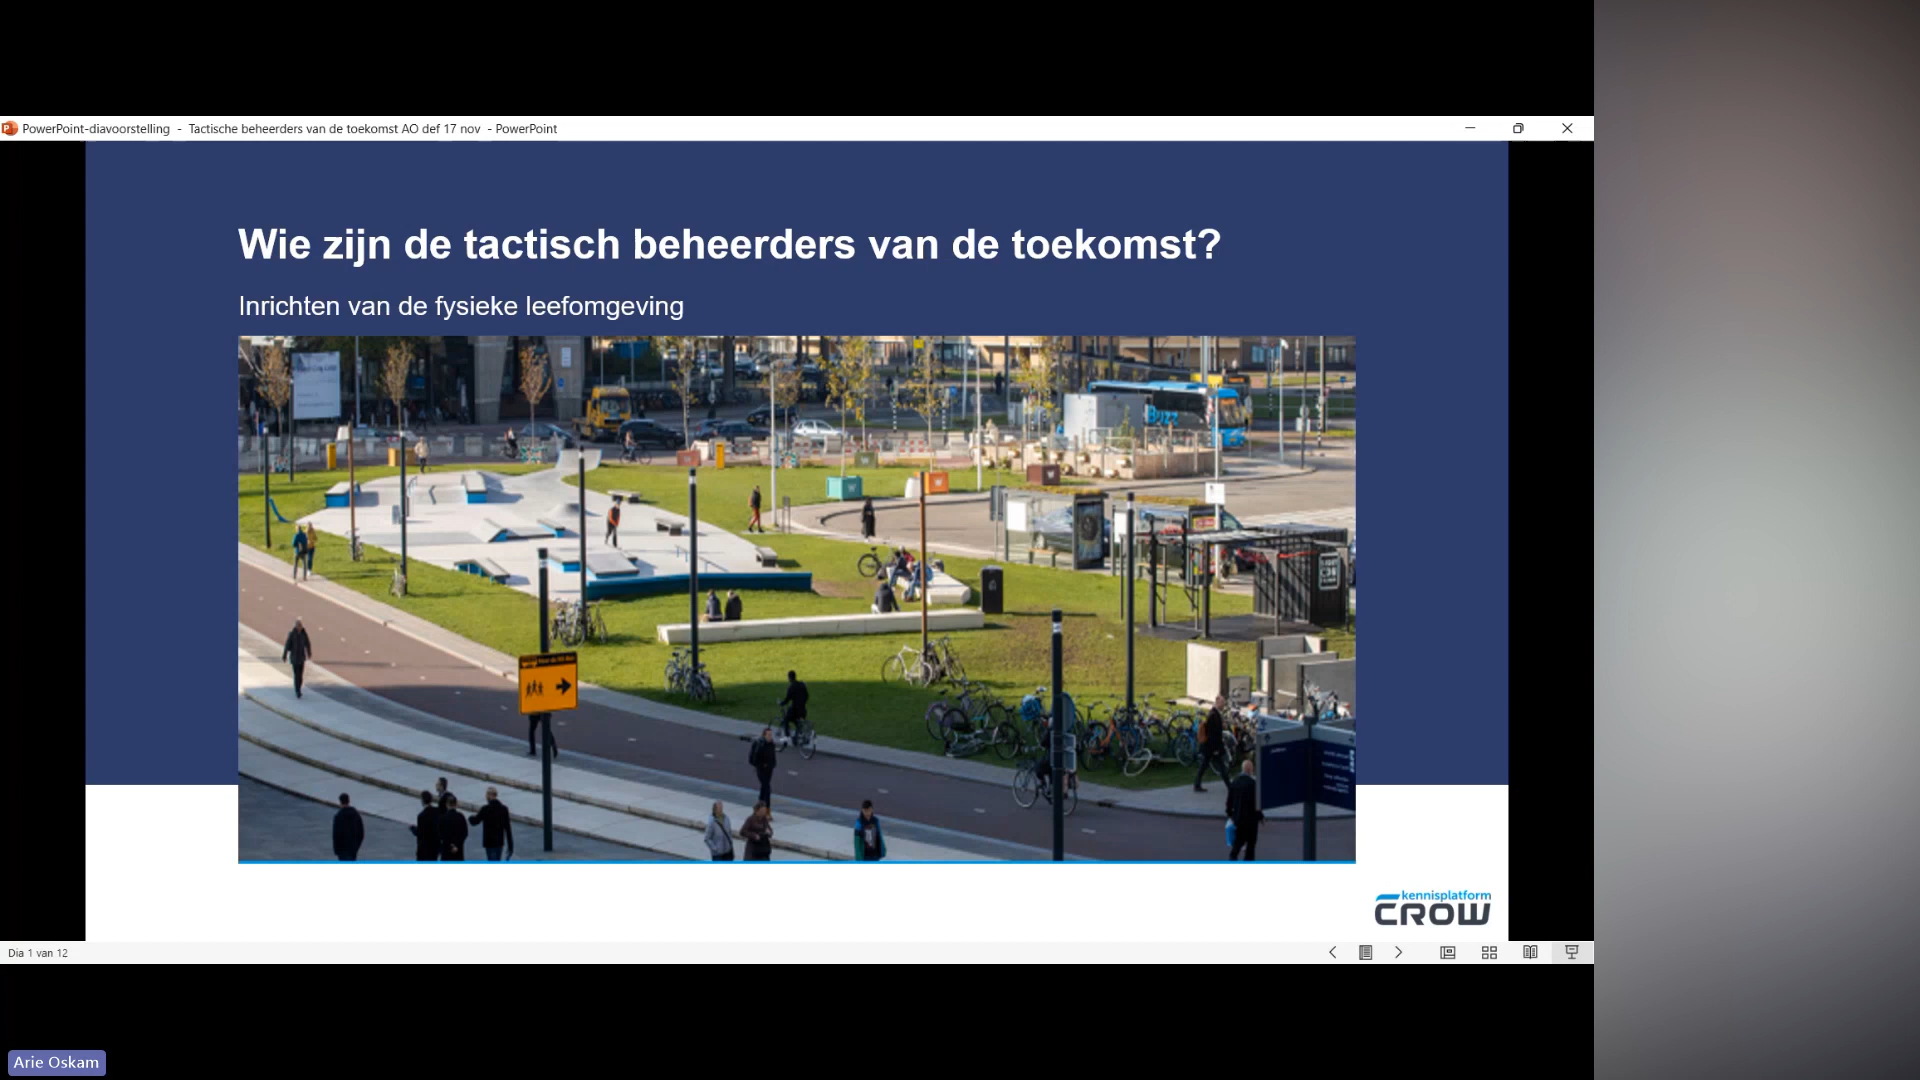 PowerPoint-diavoorstelling - Tactische beheerders van de toekomst AO def 17 nov - PowerPoint
Wie zijn de tactisch beheerders van de toekomst?
Inrichten van de fysieke leefomgeving
Buzz
kennisplatform
CROW
Dia 1 van 12
Arie Oskam